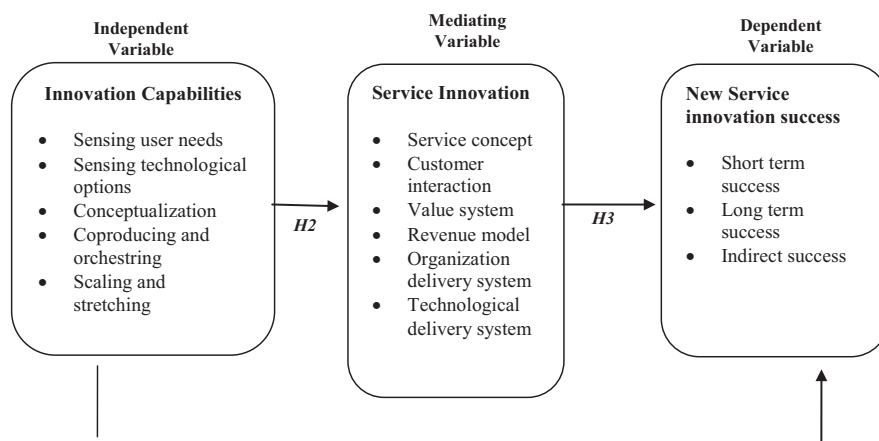 Independent
Variable
Innovation Capabilities
• Sensing user needs
• Sensing technological
options
• Conceptualization
• Coproducing and
orchestring
• Scaling and
stretching
H2
Mediating
Variable
Service Innovation
• Service concept
• Customer
interaction
• Value system
• Revenue model
• Organization
delivery system
• Technological
delivery system
H3
Dependent
Variable
New Service
innovation success
• Short term
success
• Long term
success
• Indirect success